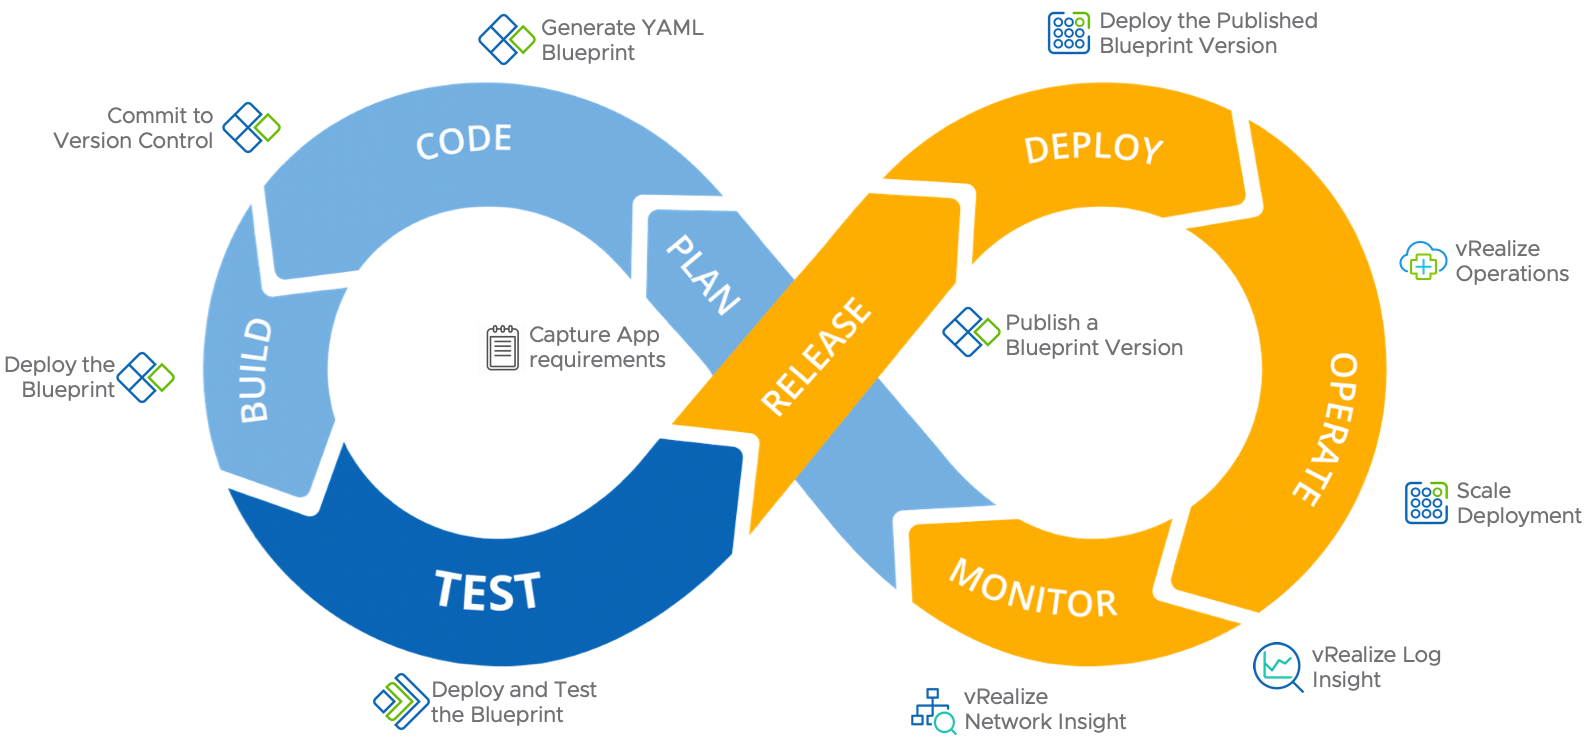 Generate YAML
Blueprint
Deploy the Published
Blueprint Version
Commit to
Version Control
CODE
DEPLOY
PLAN
vRealize
Operations
Capture App
requirements
RELEASE
Publish a
Blueprint Version
Deploy the
Blueprint
BUILD
OPERATE
Scale
Deployment
TEST
MONITOR
Deploy and Test
the Blueprint
vRealize
Network Insight
vRealize Log
Insight